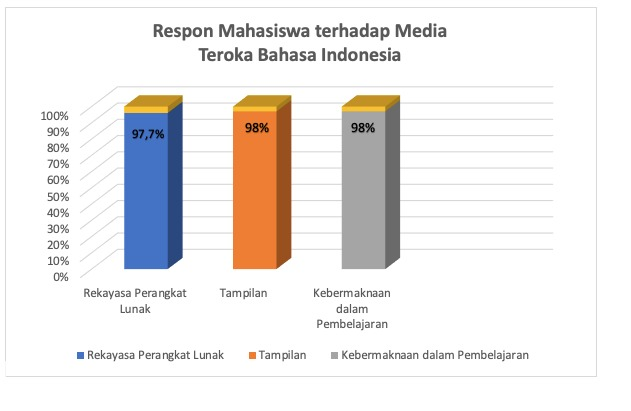 Respon Mahasiswa terhadap Media
Teroka Bahasa Indonesia
100%
90%
80%
70%
60%
50%
40%
30%
20%
10%
0%
97,7%
98%
98%
Rekayasa Perangkat
Lunak
Tampilan
Kebermaknaan
dalam
Pembelajaran
Rekayasa Perangkat Lunak
Tampilan
Kebermaknaan dalam Pembelajaran